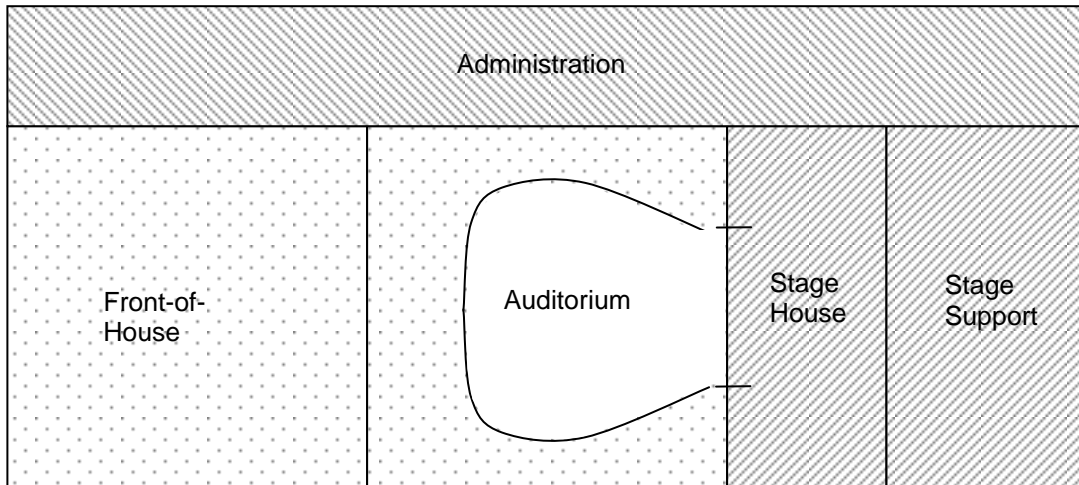 Administration
Front-of-
House
Auditorium
Stage
House
Stage
Support